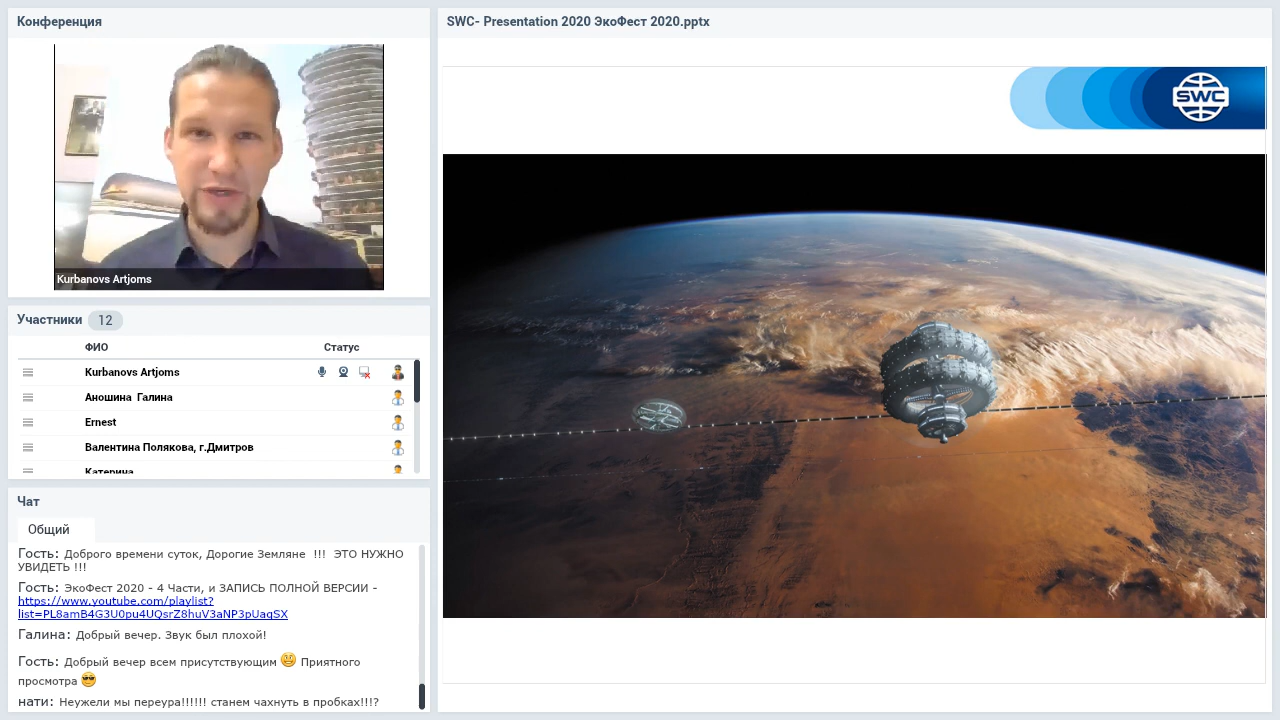 Конференция
Kurbanovs Artjoms
Участники 12
ФИО Статус
Kurbanovs Artjoms
Аношина Галина
Ernest
Валентина Полякова, г.Дмитров
Катерина
Чат
Общий
Гость: Доброго времени суток, Дорогие Земляне !!! ЭТО НУЖНО
УВИДЕТЬ !!!
Гость: ЭкоФест 2020 - 4 Части, и ЗАПИСЬ ПОЛНОЙ ВЕРСИИ -
https://www.youtube.com/playlist?
list=PL8amB4G3U0pu4UQsrZ8huV3aNP3pUaqSX
Галина: Добрый вечер. Звук был плохой!
Гость: Добрый вечер всем присутствующим Приятного
просмотра
нати: Неужели мы переура!!!!!! станем чахнуть в пробках!!!?
SWC- Presentation 2020 ЭкоФест 2020.pptx
SWC